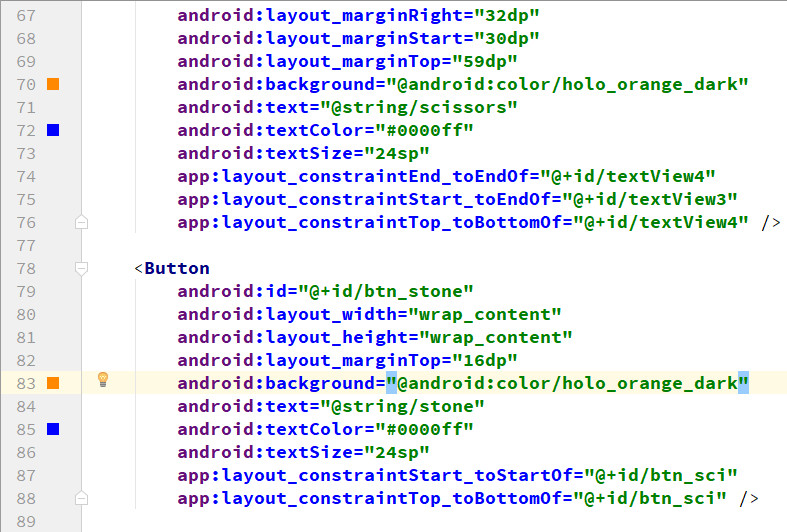 67 android:layout_marginRight="32dp"
68 android:layout_marginStart="30dp"
69 android:layout_marginTop="59dp"
70 android:background="@android:color/holo_orange_dark"
71 android:text="@string/scissors"
72 android:textColor="#0000ff"
73 android:textSize="24sp"
74 app:layout_constraintEnd_toEndOf="@+id/textView4"
75 app:layout_constraintStart_toEndOf="@+id/textView3"
76 app:layout_constraintTop_toBottomOf="@+id/textView4" />
77
78 <Button
79 android:id="@+id/btn_stone"
80 android:layout_width="wrap_content"
81 android:layout_height="wrap_content"
82 android:layout_marginTop="16dp"
83 android:background="@android:color/holo_orange_dark"
84 android:text="@string/stone"
85 android:textColor="#0000ff"
86 android:textSize="24sp"
87 app:layout_constraintStart_toStartOf="@+id/btn_sci"
88 app:layout_constraintTop_toBottomOf="@+id/btn_sci" />
89